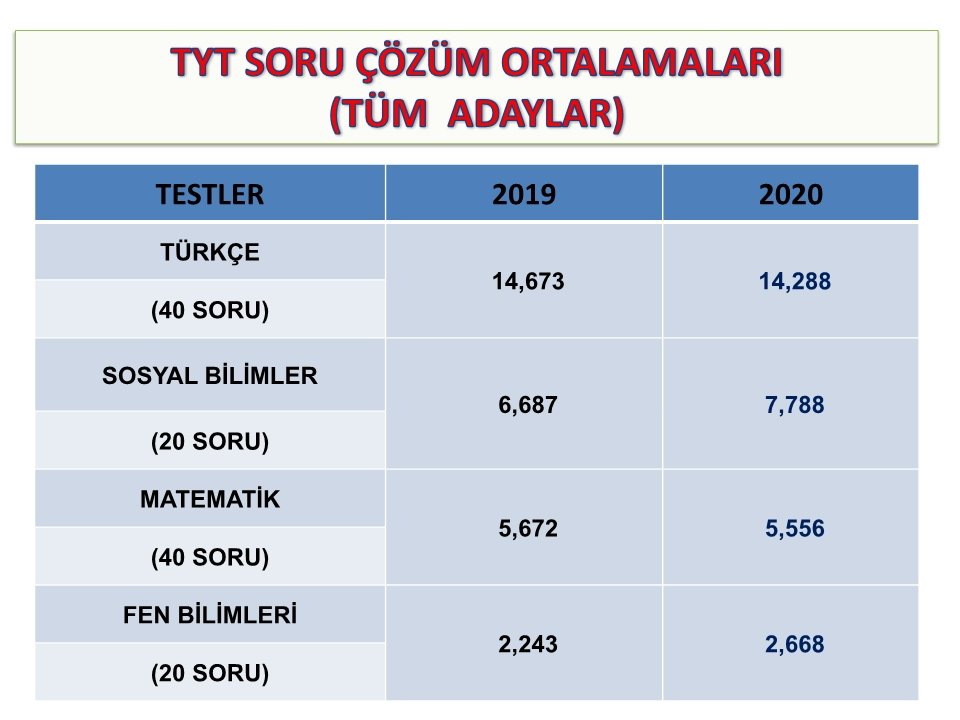 TYT SORU ÇÖZÜM ORTALAMALARI
(TÜM ADAYLAR)
TESTLER 2019 2020
TÜRKÇE
(40 SORU)
14,673 14,288
SOSYAL BİLİMLER
(20 SORU)
6,687 7,788
MATEMATİK
(40 SORU)
5,672 5,556
FEN BİLİMLERİ
(20 SORU)
2,243 2,668